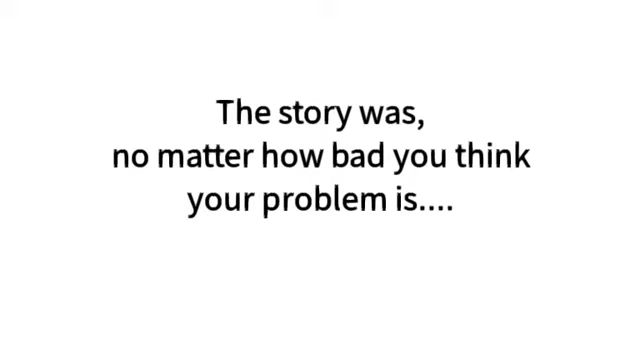 The story was,
no matter how bad you think
your problem is....